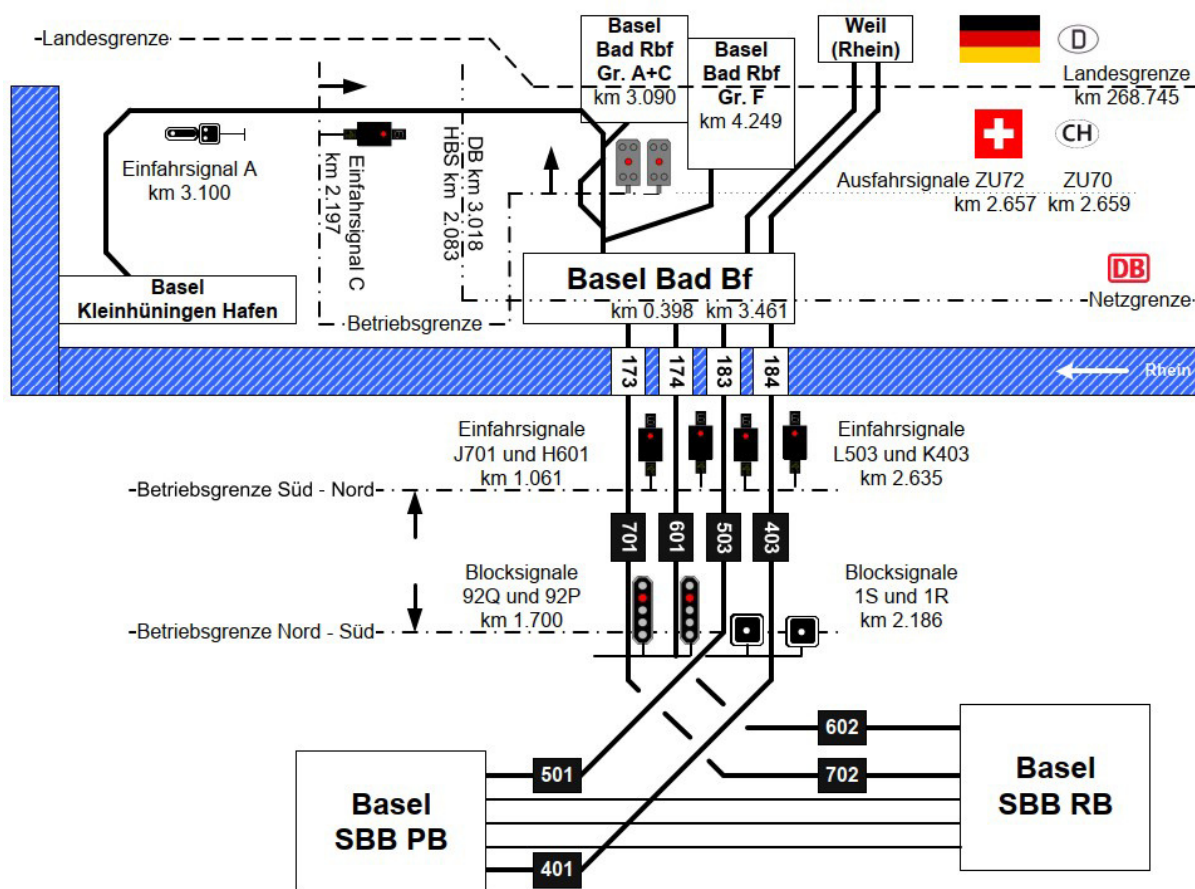 Landesgrenze
Basel
Bad Rbf
Gr. A+C
km 3.090
Basel
Bad Rbf
Gr. F
km 4.249
Weil
(Rhein)
D
Landesgrenze
km 268.745
Einfahrsignal A
km 3.100
Einfahrsignal C
km 2.197
DB km 3.018
HBS km 2.083
CH
Ausfahrsignale ZU72 ZU70
km 2.657 km 2.659
Basel
Kleinhüningen Hafen
Betriebsgrenze
Basel Bad Bf
km 0.398 km 3.461
DB
Netzgrenze
173
174
183
184
Rhein
Einfahrsignale
J701 und H601
km 1.061
Einfahrsignale
L503 und K403
km 2.635
Betriebsgrenze Süd - Nord
701
601
503
403
Blocksignale
92Q und 92P
km 1.700
Blocksignale
1S und 1R
km 2.186
Betriebsgrenze Nord - Süd
602
501
702
401
Basel
SBB PB
Basel
SBB RB